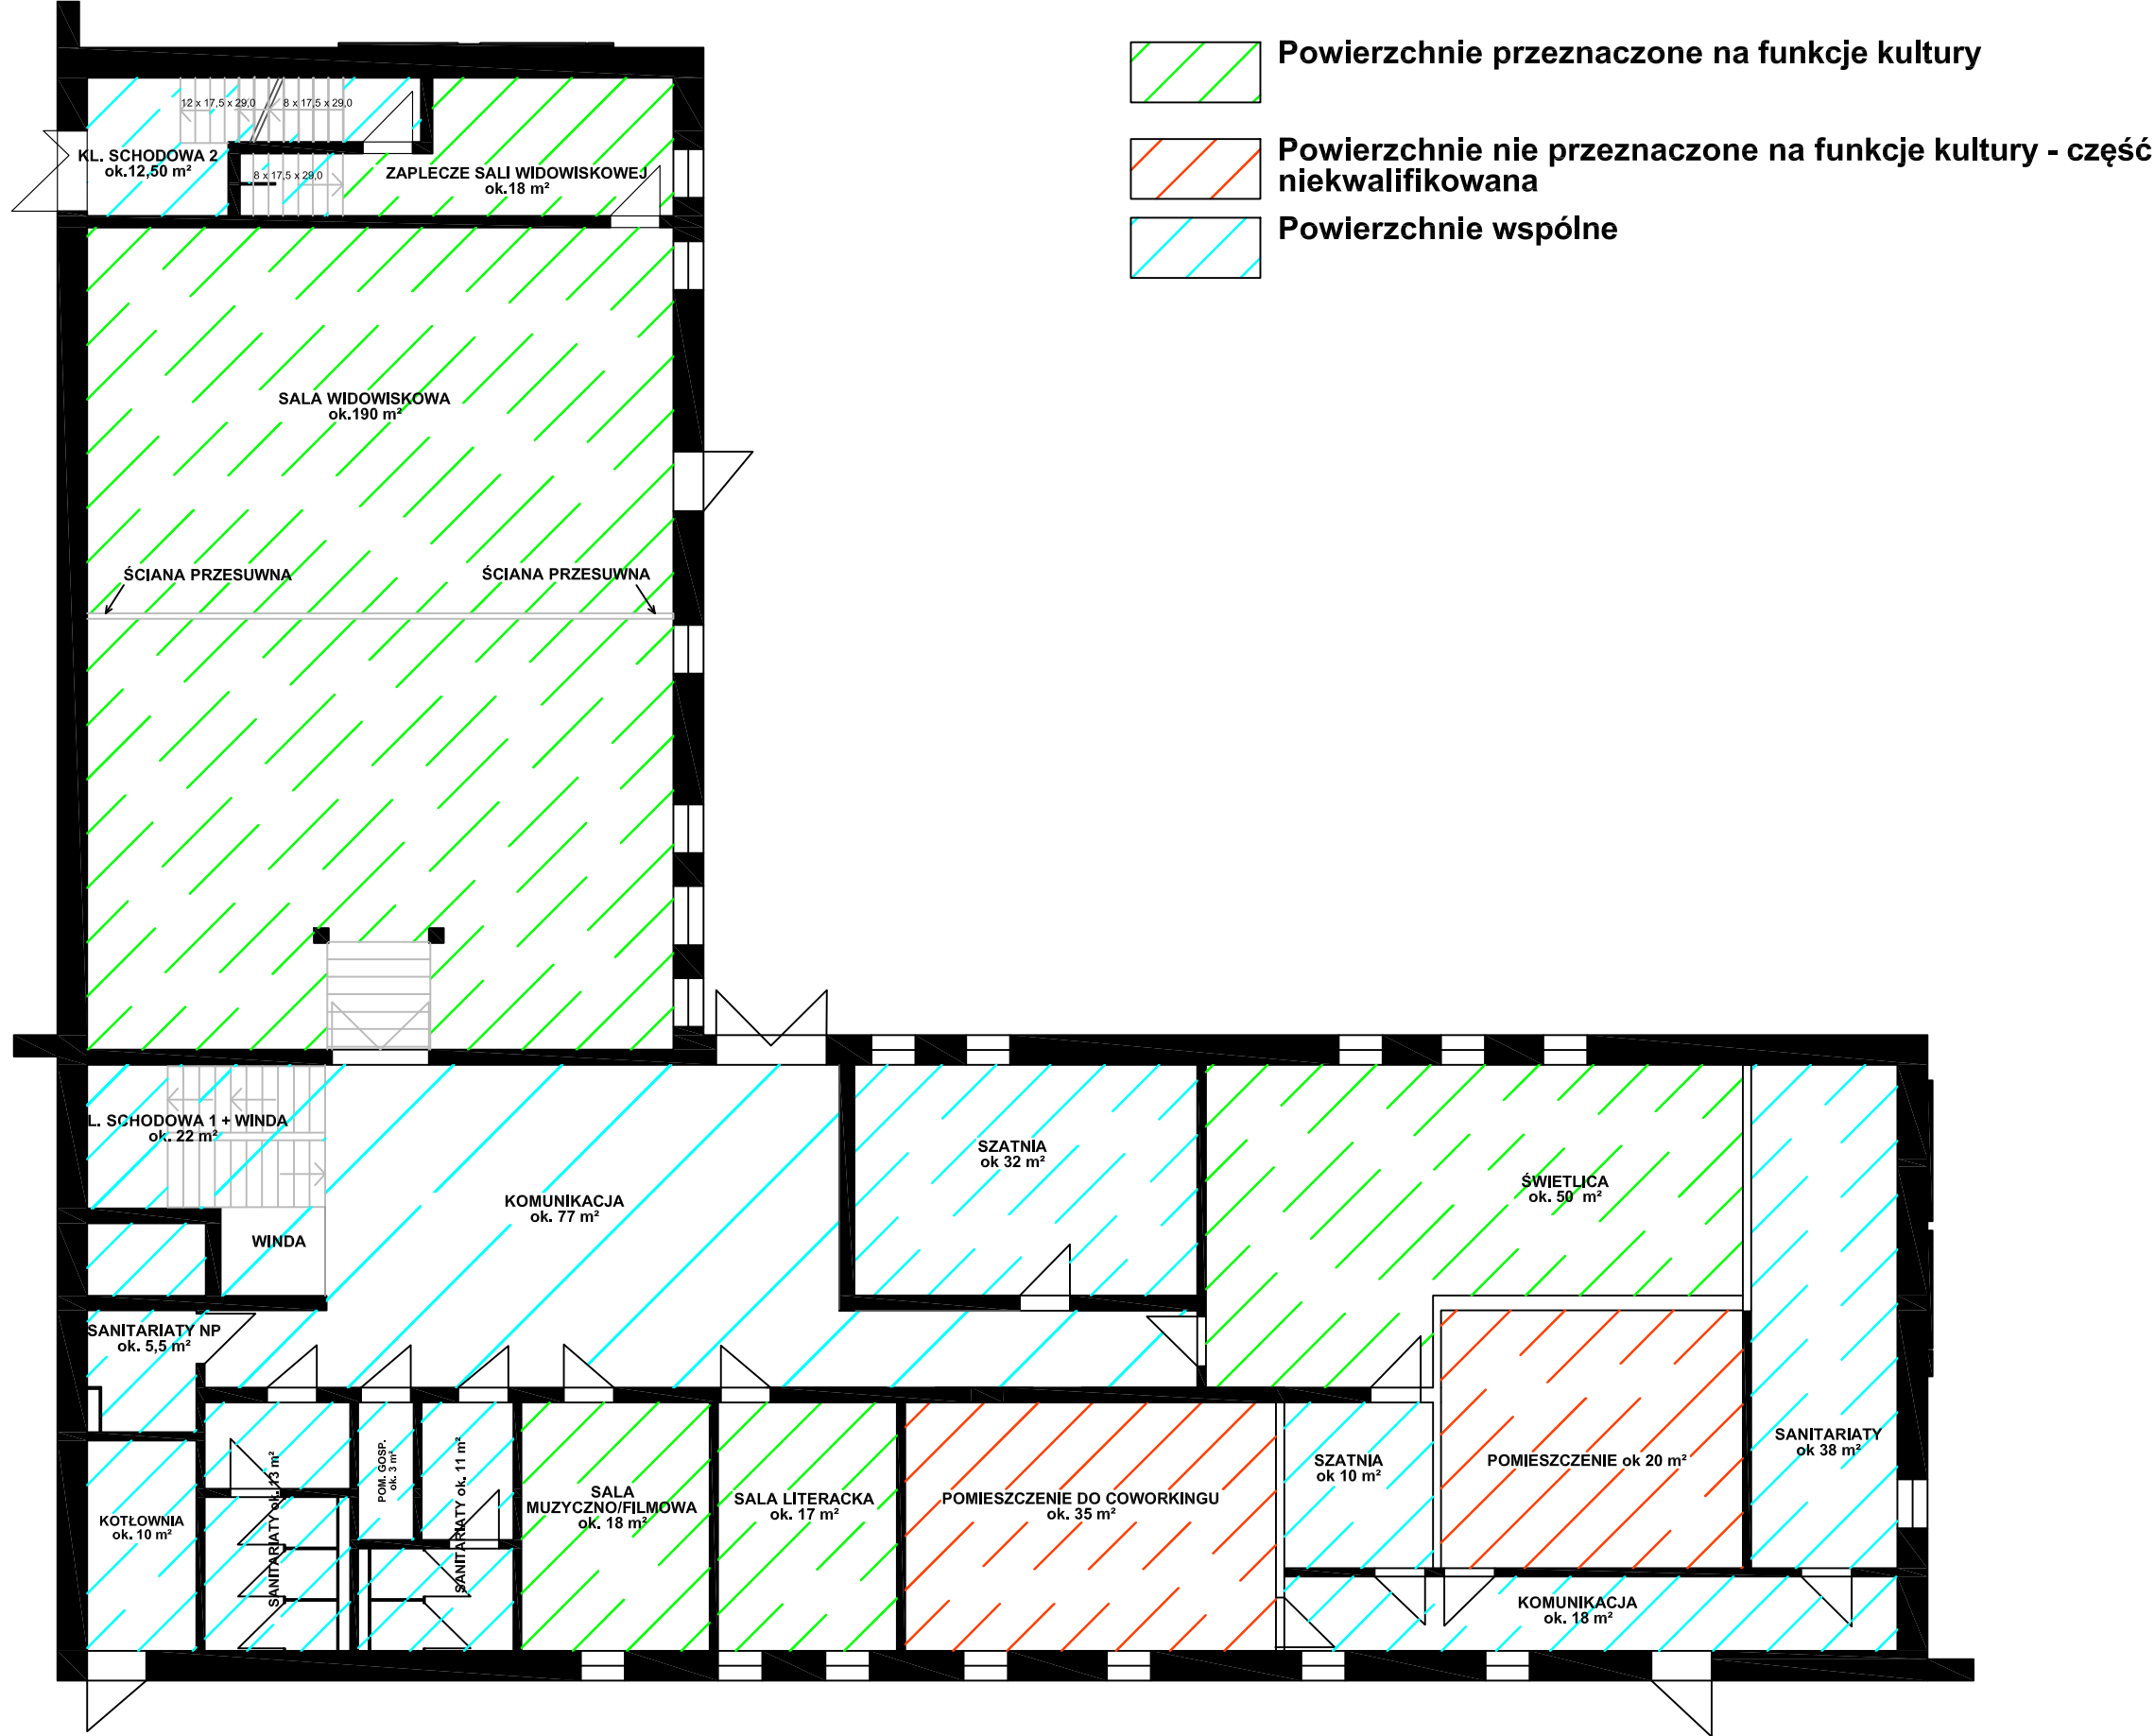 Powierzchnie przeznaczone na funkcje kultury
Powierzchnie nie przeznaczone na funkcje kultury - część
niekwalifikowana
Powierzchnie wspólne
12 x 17,5 x 29,0
8 x 17,5 x 29,0
KL. SCHODOWA 2
ok.12,50 m²
8 x 17,5 x 29,0
ZAPLECZE SALI WIDOWISKOWEJ
ok.18 m²
SALA WIDOWISKOWA
ok.190 m²
ŚCIANA PRZESUWNA
ŚCIANA PRZESUWNA
L. SCHODOWA 1 + WINDA
ok. 22 m²
WINDA
KOMUNIKACJA
ok. 77 m²
SZATNIA
ok 32 m²
ŚWIETLICA
ok. 50 m²
SANITARIATY NP
ok. 5,5 m²
KOTŁOWNIA
ok. 10 m²
SANITARIATY ok. 13 m²
POM. GOSP.
ok. 3 m²
SANITARIATY ok. 11 m²
SALA
MUZYCZNO/FILMOWA
ok. 18 m²
SALA LITERACKA
ok. 17 m²
POMIESZCZENIE DO COWORKINGU
ok. 35 m²
SZATNIA
ok 10 m²
POMIESZCZENIE ok 20 m²
SANITARIATY
ok 38 m²
KOMUNIKACJA
ok. 18 m²